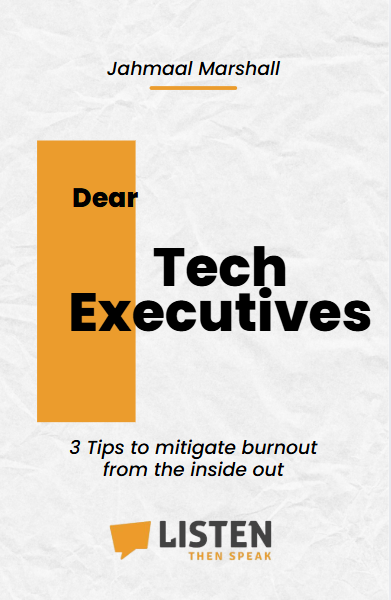 Jahmaal Marshall
Dear
Tech
Executives
3 Tips to mitigate burnout
from the inside out
LISTEN
THEN SPEAK